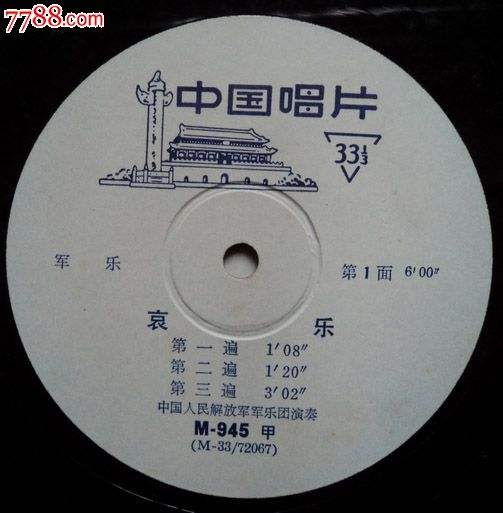 7788.com
中国唱片
33⅓
军乐
第1面 6′00″
哀乐
第一遍 1′08″
第二遍 1′20″
第三遍 3′02″
中国人民解放军军乐团演奏
M-945 甲
(M-33/72067)